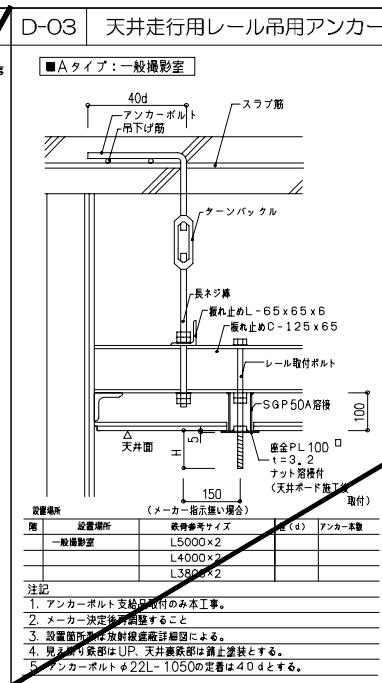 D-03 天井走行用レール吊用アンカー
■Aタイプ：一般撮影室
40d
アンカーボルト
吊下げ筋
スラブ筋
ターンバックル
長ネジ棒
振れ止めL-65x65x6
振れ止めC-125x65
レール取付ボルト
SGP50A溶接
100
天井面
5
H
座金PL100□
t=3.2
ナット溶接付
(天井ボード施工後
取付)
150
(メーカー指示無い場合)
設置場所
階 設置場所 鉄骨参考サイズ (d) アンカー本数
一般撮影室 L5000×2
L4000×2
L3800×2
注記
1. アンカーボルト支給品取付のみ本工事。
2. メーカー決定後再調整すること
3. 設置箇所数は放射線遮蔽詳細図による。
4. 見え掛り鉄部はUP、天井裏鉄部は錆止塗装とする。
5. アンカーボルトφ22L-1050の定着は40dとする。